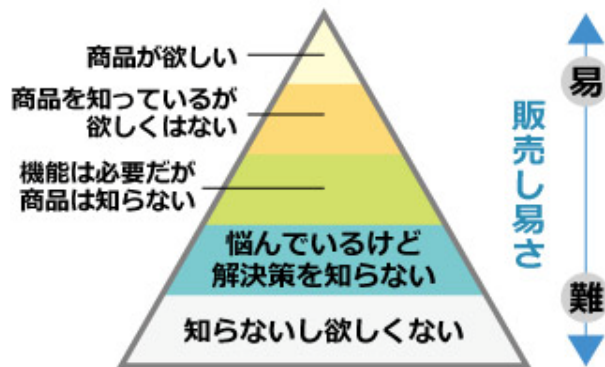 商品が欲しい
商品を知っているが
欲しくはない
機能は必要だが
商品は知らない
悩んでいるけど
解決策を知らない
知らないし欲しくない
易
販売し易さ
難